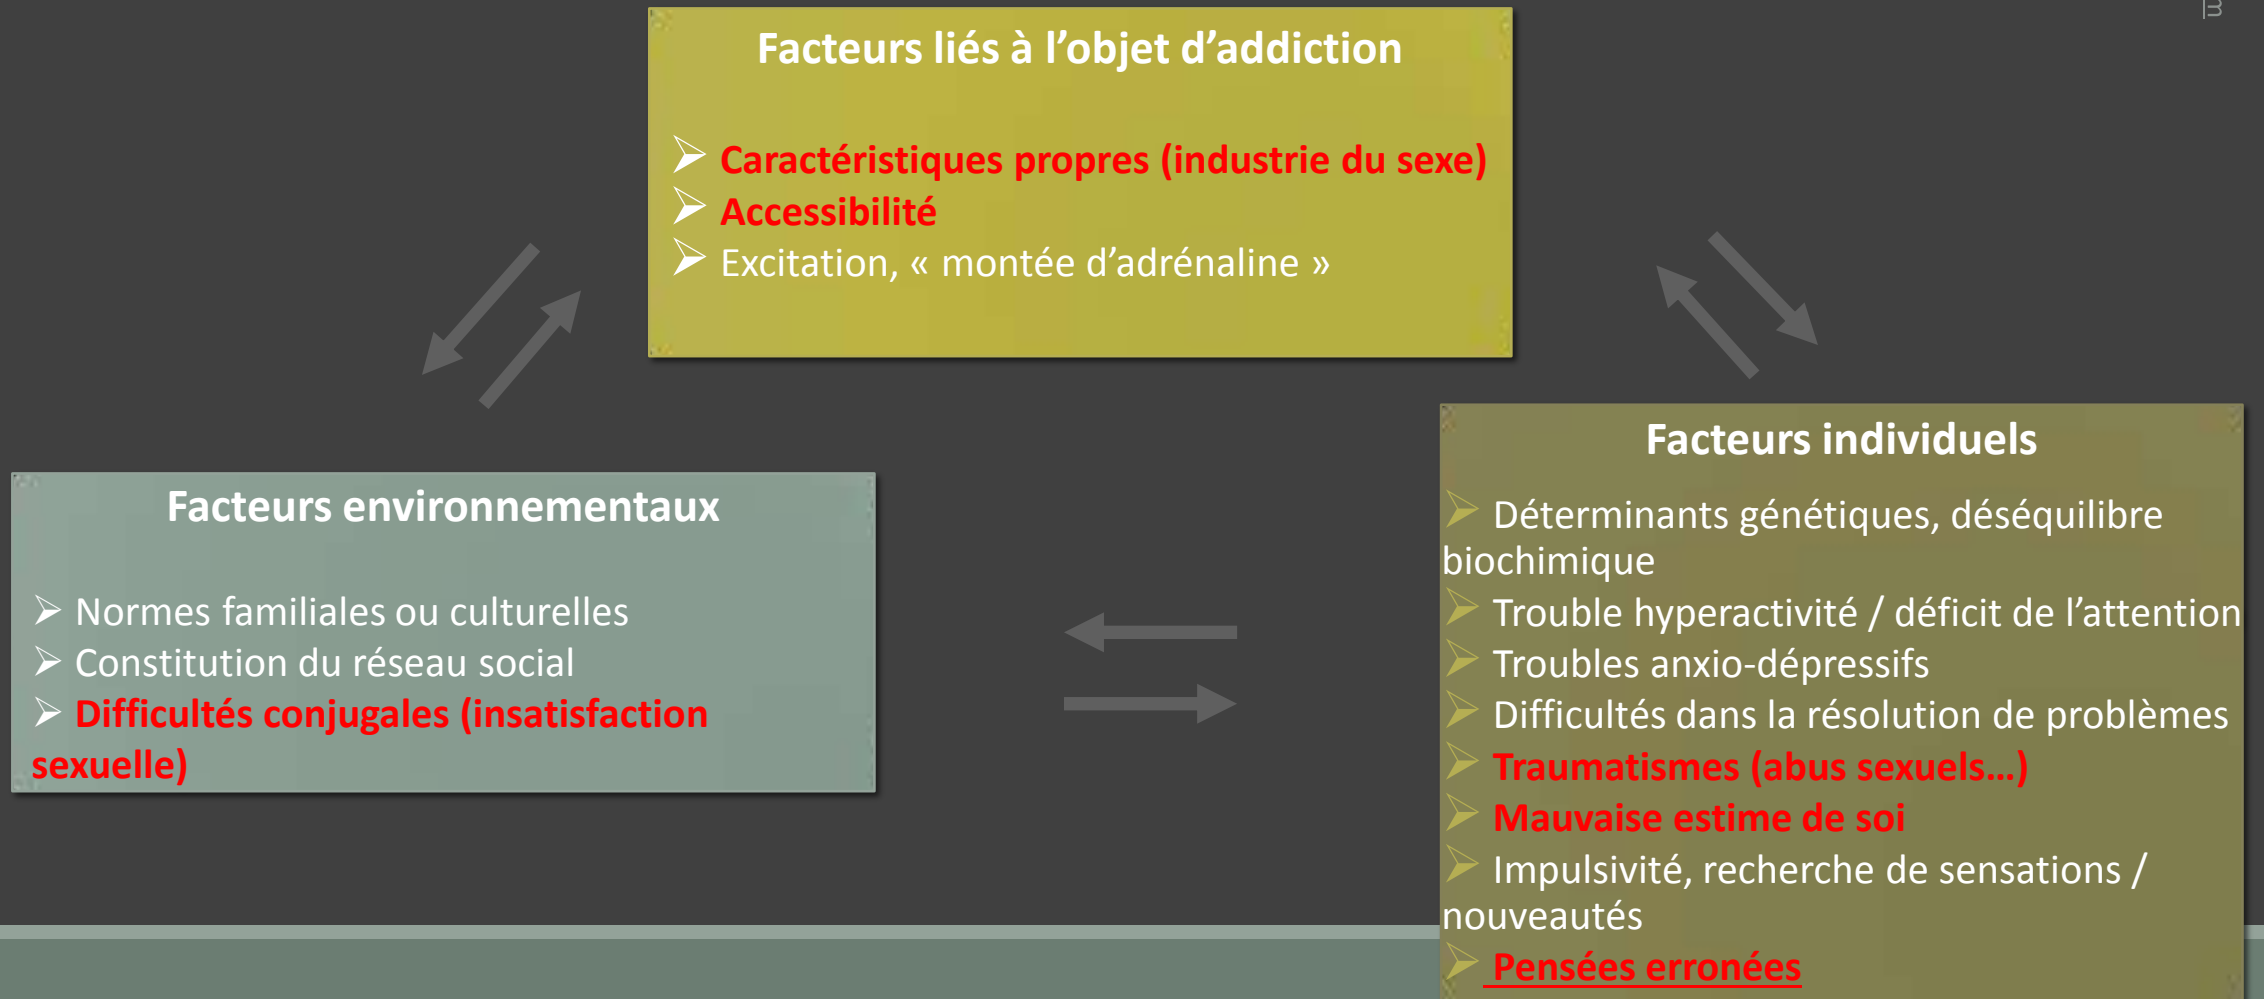 Facteurs liés à l’objet d’addiction
Caractéristiques propres (industrie du sexe)
Accessibilité
Excitation, « montée d’adrénaline »
Facteurs environnementaux
Normes familiales ou culturelles
Constitution du réseau social
Difficultés conjugales (insatisfaction
sexuelle)
Facteurs individuels
Déterminants génétiques, déséquilibre
biochimique
Trouble hyperactivité / déficit de l’attention
Troubles anxio-dépressifs
Difficultés dans la résolution de problèmes
Traumatismes (abus sexuels…)
Mauvaise estime de soi
Impulsivité, recherche de sensations /
nouveautés
Pensées erronées